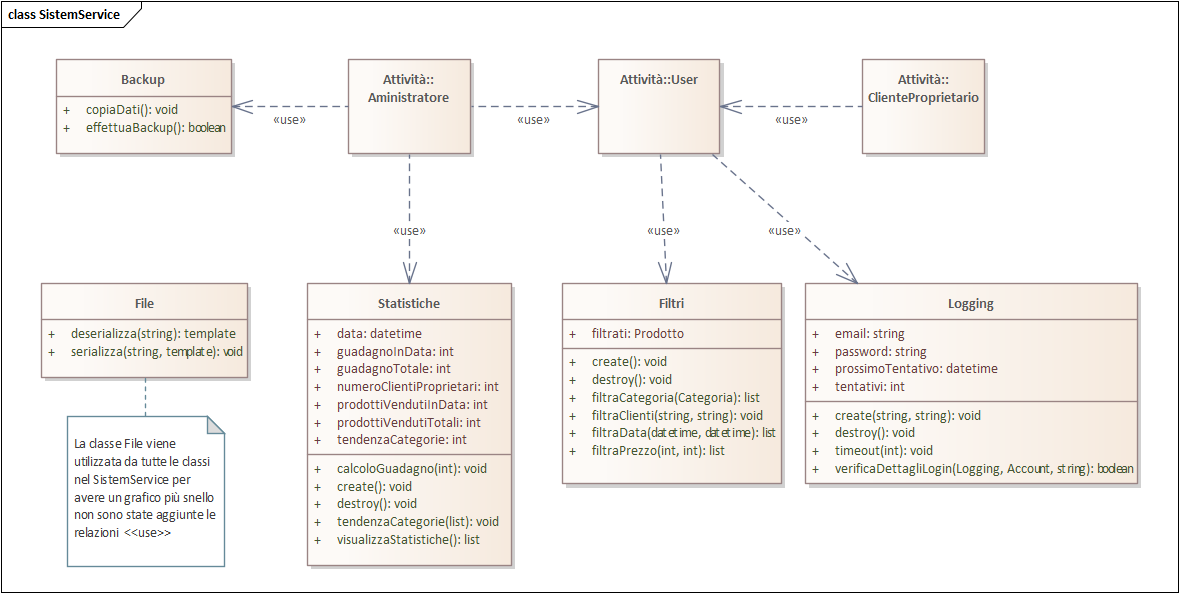 class SistemService
Backup
+ copiaDati(): void
+ effettuaBackup(): boolean
Attività::
Aministratore
Attività::User
Attività::
ClienteProprietario
«use»
«use»
«use»
«use»
«use»
«use»
File
+ deserializza(string): template
+ serializza(string, template): void
La classe File viene
utilizzata da tutte le classi
nel SistemService per
avere un grafico più snello
non sono state aggiunte le
relazioni <<use>>
Statistiche
+ data: datetime
+ guadagnoInData: int
+ guadagnoTotale: int
+ numeroClientiProprietari: int
+ prodottiVendutiInData: int
+ prodottiVendutiTotali: int
+ tendenzaCategorie: int
+ calcoloGuadagno(int): void
+ create(): void
+ destroy(): void
+ tendenzaCategorie(list): void
+ visualizzaStatistiche(): list
Filtri
+ filtrati: Prodotto
+ create(): void
+ destroy(): void
+ filtraCategoria(Categoria): list
+ filtraClienti(string, string): void
+ filtraData(datetime, datetime): list
+ filtraPrezzo(int, int): list
Logging
+ email: string
+ password: string
+ prossimoTentativo: datetime
+ tentativi: int
+ create(string, string): void
+ destroy(): void
+ timeout(int): void
+ verificaDettagliLogin(Logging, Account, string): boolean